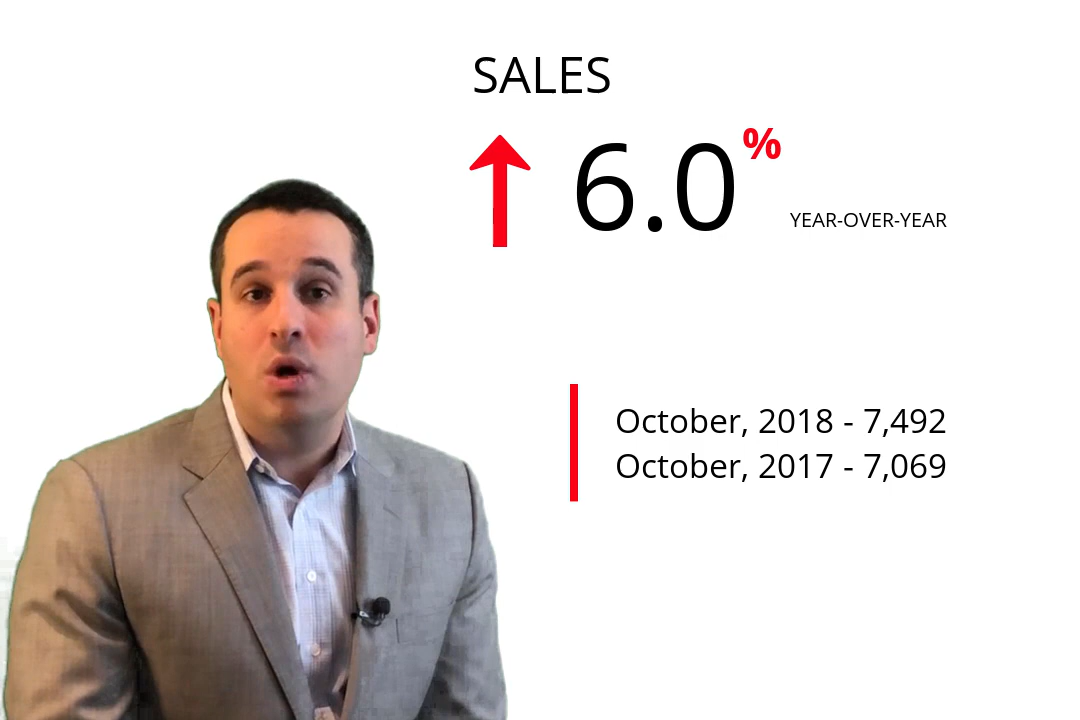 SALES
6.0%
YEAR-OVER-YEAR
October, 2018 - 7,492
October, 2017 - 7,069